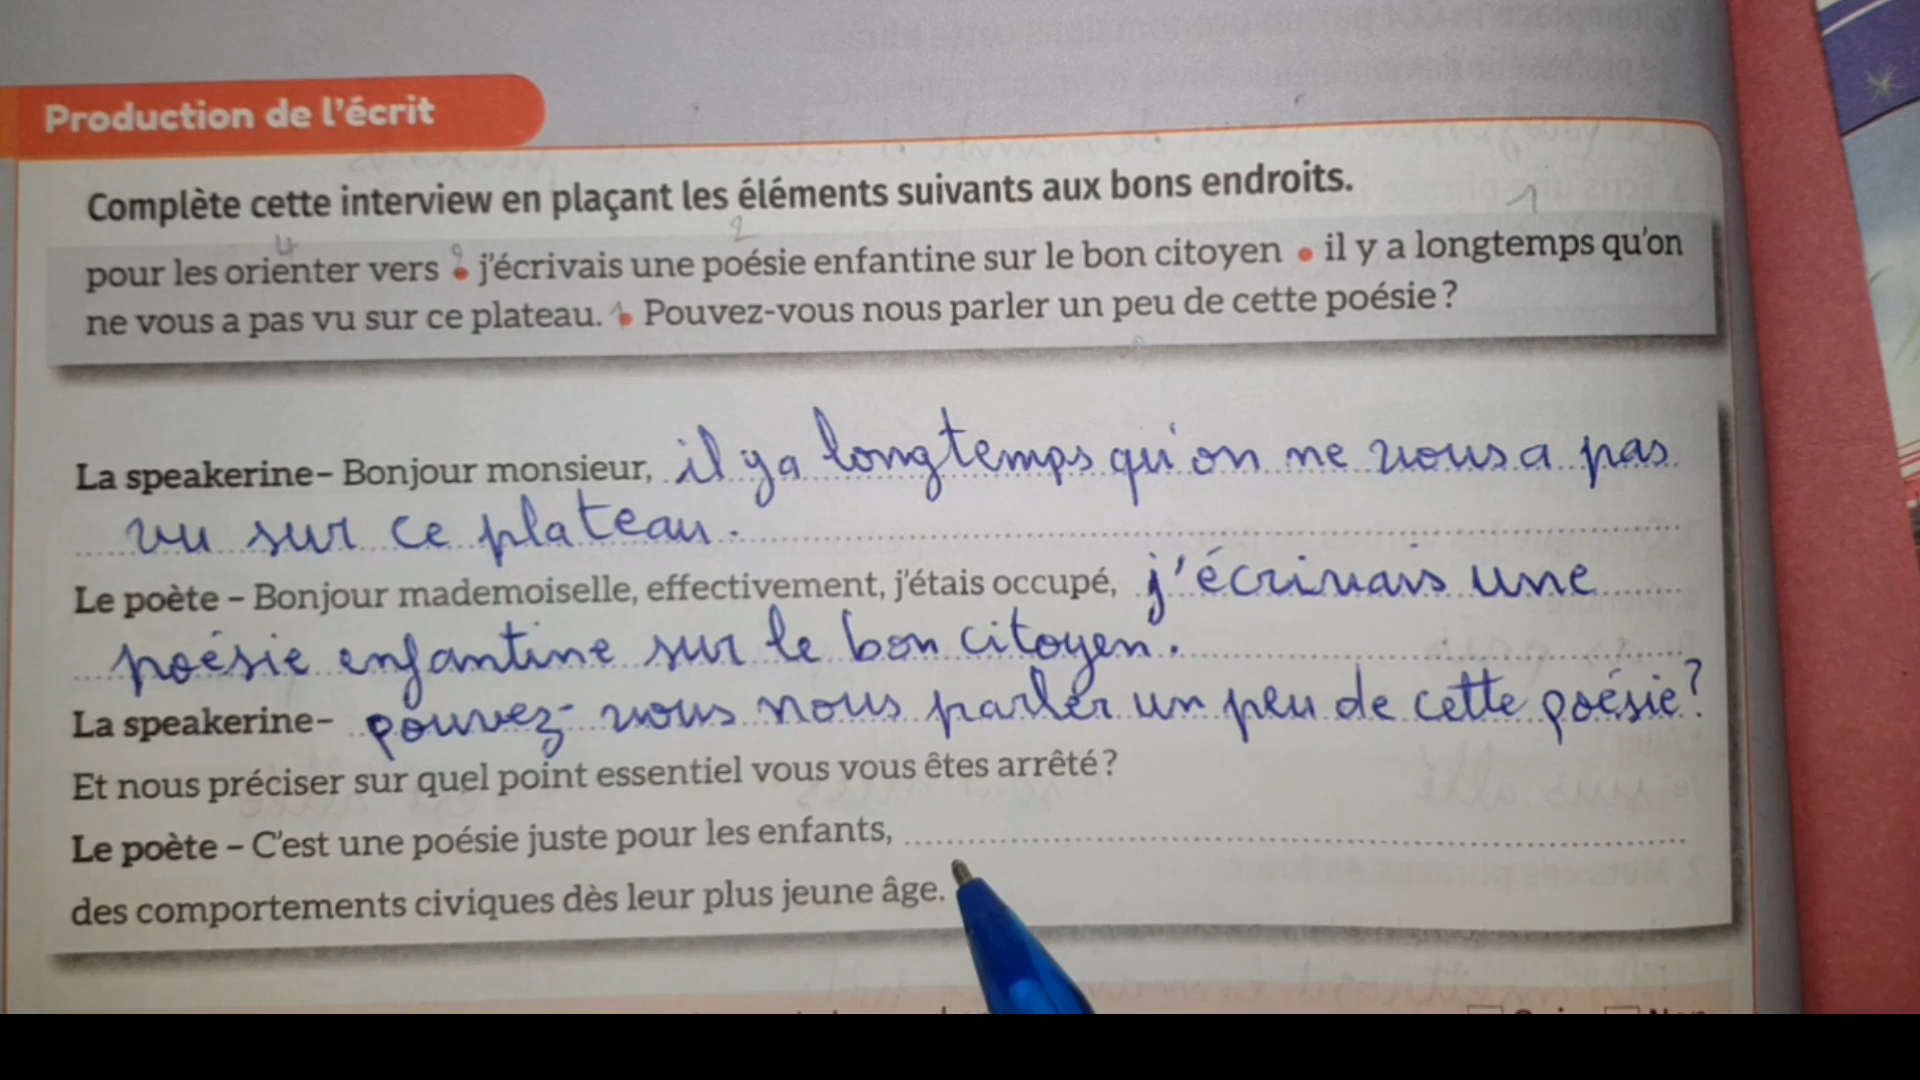 Production de l'écrit
Complète cette interview en plaçant les éléments suivants aux bons endroits.
1
4
2
pour les orienter vers • j'écrivais une poésie enfantine sur le bon citoyen • il y a longtemps qu'on
ne vous a pas vu sur ce plateau. • Pouvez-vous nous parler un peu de cette poésie ?
La speakerine– Bonjour monsieur, il y a longtemps qu'on ne vous a pas
vu sur ce plateau.
Le poète – Bonjour mademoiselle, effectivement, j'étais occupé, j'écrivais une
poésie enfantine sur le bon citoyen.
La speakerine– pouvez-vous nous parler un peu de cette poésie?
Et nous préciser sur quel point essentiel vous vous êtes arrêté ?
Le poète – C'est une poésie juste pour les enfants, ................
des comportements civiques dès leur plus jeune âge.